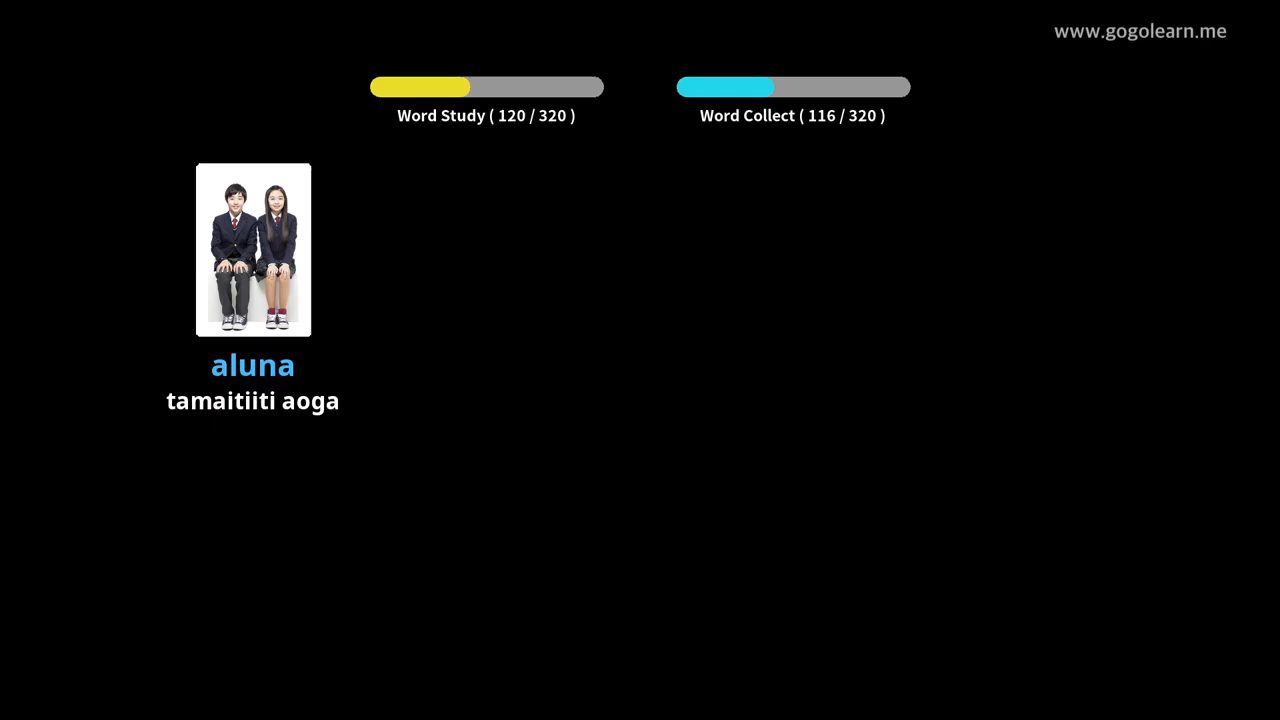 www.gogolearn.me
Word Study ( 120 / 320 )
Word Collect ( 116 / 320 )
aluna
tamaitiiti aoga